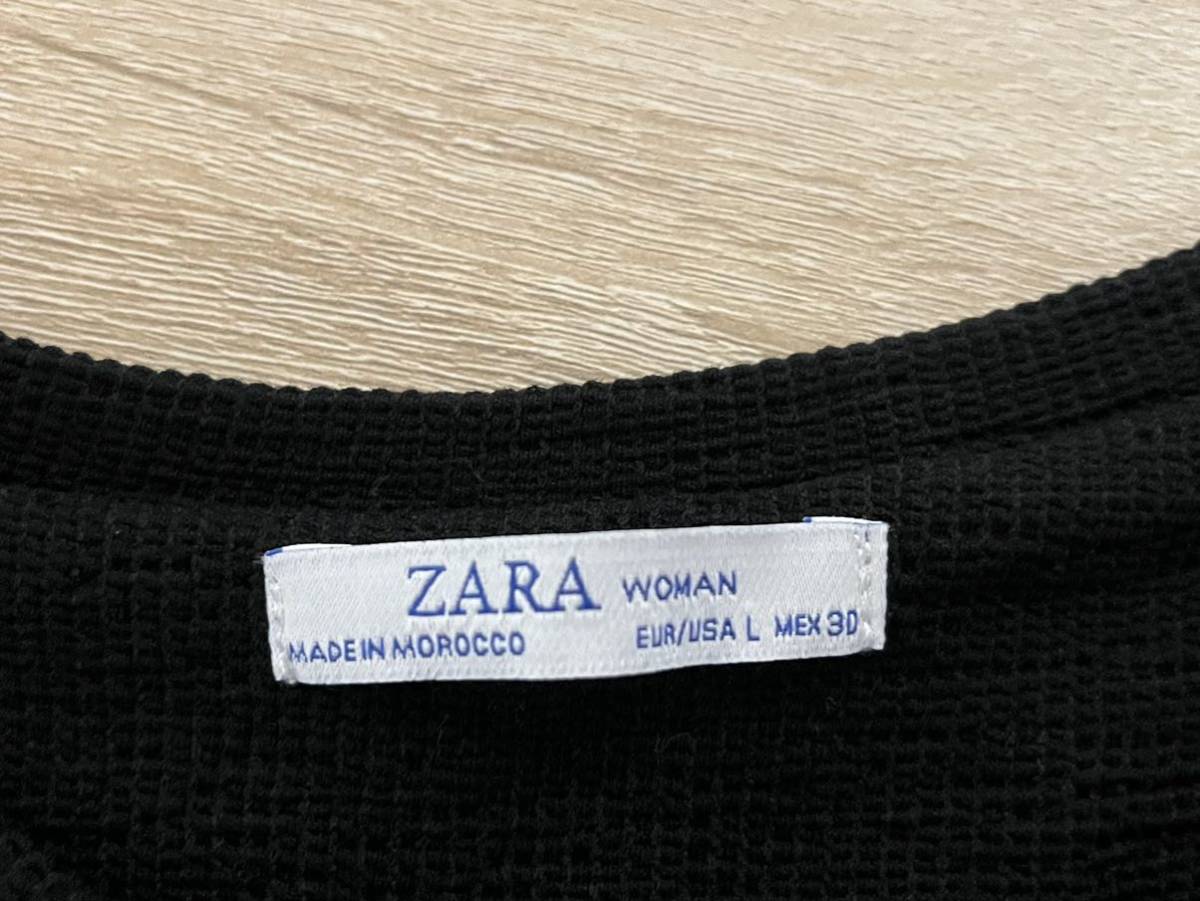 ZARA WOMAN
MADE IN MOROCCO EUR/USA L MEX 30